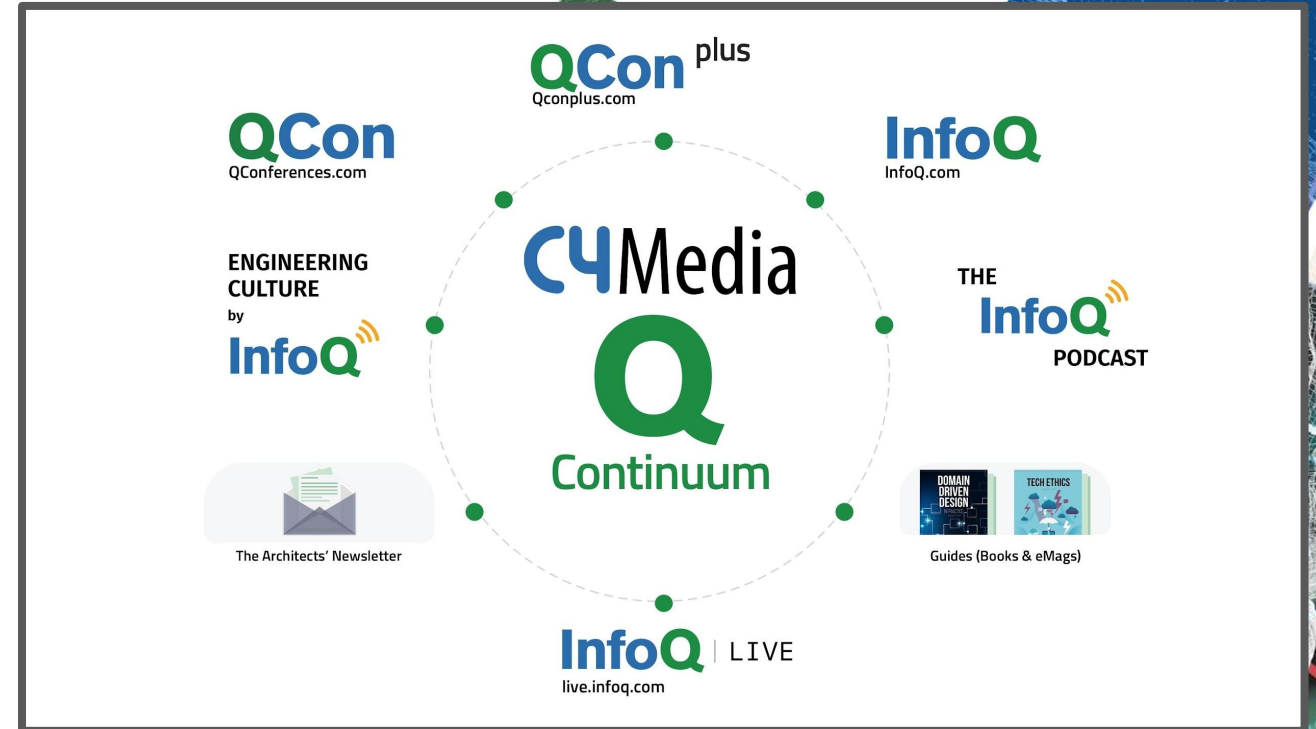 QCon plus
Qconplus.com
QCon
QConferences.com
InfoQ
InfoQ.com
ENGINEERING
CULTURE
by
InfoQ
C4Media
Q
Continuum
THE
InfoQ
PODCAST
The Architects' Newsletter
DOMAIN
DRIVEN
DESIGN
TECH ETHICS
Guides (Books & eMags)
InfoQ | LIVE
live.infoq.com